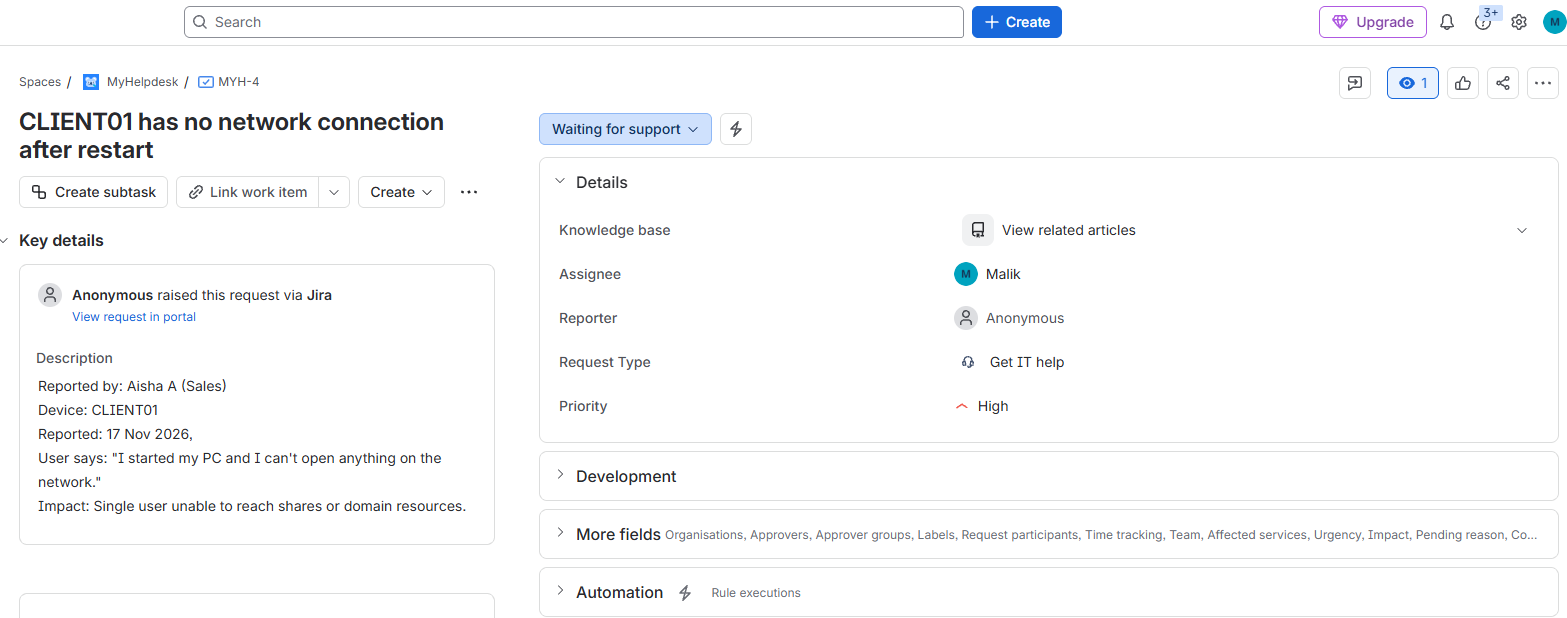 Search
Create
Upgrade
3+
M
Spaces / MyHelpdesk / MYH-4
1
CLIENT01 has no network connection
after restart
Create subtask
Link work item
Create
Key details
Anonymous raised this request via Jira
View request in portal
Description
Reported by: Aisha A (Sales)
Device: CLIENT01
Reported: 17 Nov 2026,
User says: "I started my PC and I can't open anything on the
network."
Impact: Single user unable to reach shares or domain resources.
Waiting for support
Details
Knowledge base
View related articles
Assignee
M Malik
Reporter
Anonymous
Request Type
Get IT help
Priority
High
Development
More fields Organisations, Approvers, Approver groups, Labels, Request participants, Time tracking, Team, Affected services, Urgency, Impact, Pending reason, Co...
Automation Rule executions